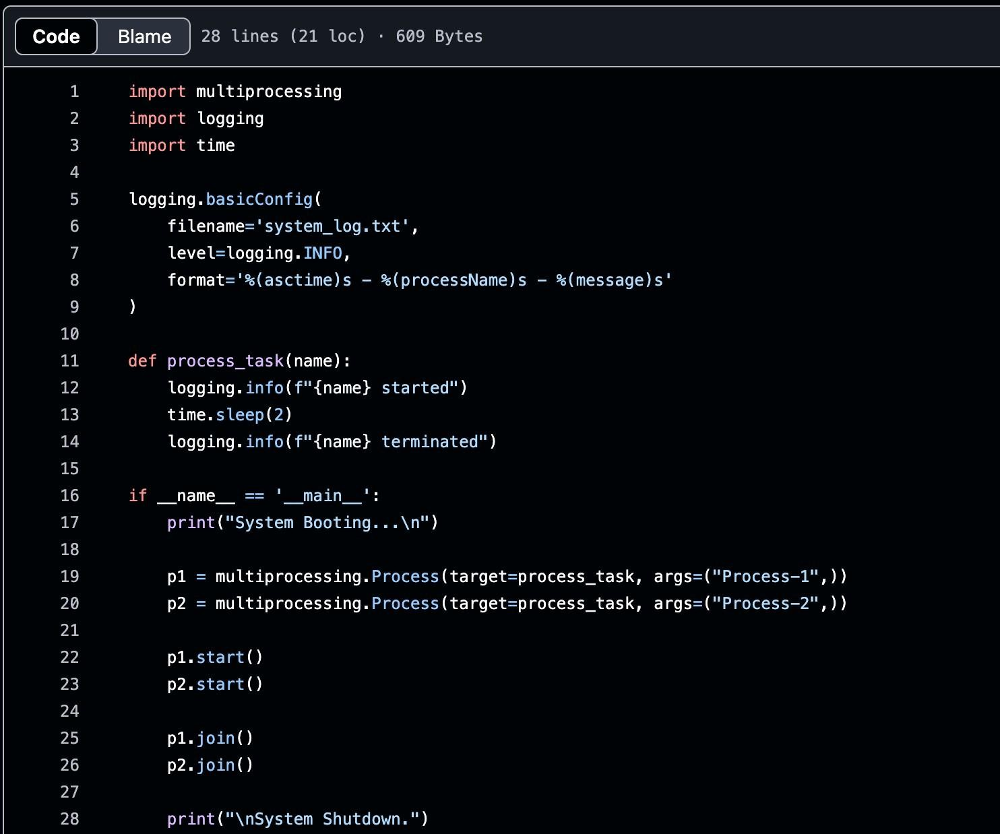 Code Blame 28 lines (21 loc) · 609 Bytes
1 import multiprocessing
2 import logging
3 import time
4
5 logging.basicConfig(
6     filename='system_log.txt',
7     level=logging.INFO,
8     format='%(asctime)s - %(processName)s - %(message)s'
9 )
10
11 def process_task(name):
12     logging.info(f"{name} started")
13     time.sleep(2)
14     logging.info(f"{name} terminated")
15
16 if __name__ == '__main__':
17     print("System Booting...\n")
18
19     p1 = multiprocessing.Process(target=process_task, args=("Process-1",))
20     p2 = multiprocessing.Process(target=process_task, args=("Process-2",))
21
22     p1.start()
23     p2.start()
24
25     p1.join()
26     p2.join()
27
28     print("\nSystem Shutdown.")